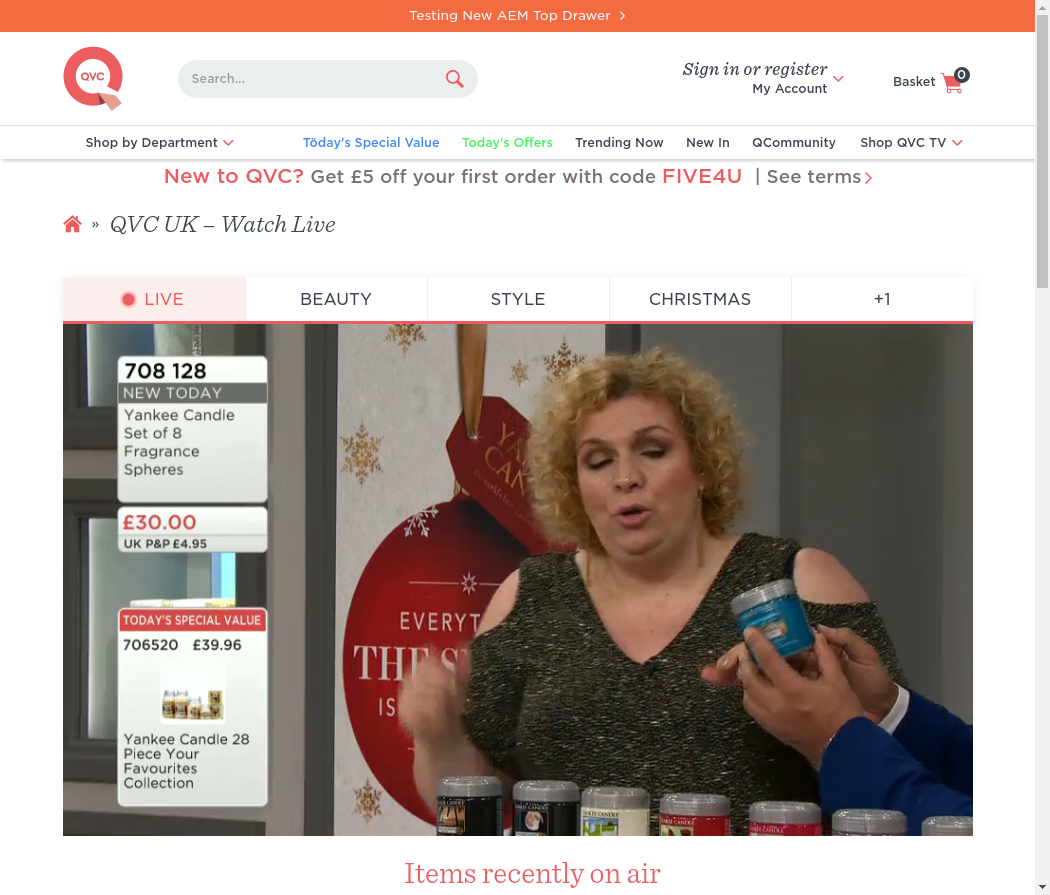 Testing New AEM Top Drawer
QVC
Search...
Sign in or register
My Account
Basket 0
Shop by Department
Töday's Special Value
Today's Offers
Trending Now
New In
QCommunity
Shop QVC TV
New to QVC? Get £5 off your first order with code FIVE4U | See terms
» QVC UK – Watch Live
LIVE
BEAUTY
STYLE
CHRISTMAS
+1
708 128
NEW TODAY
Yankee Candle
Set of 8
Fragrance
Spheres
£30.00
UK P&P £4.95
TODAY'S SPECIAL VALUE
706520 £39.96
Yankee Candle 28
Piece Your
Favourites
Collection
YA
CAN
EVERYT
THE S
IS
Items recently on air